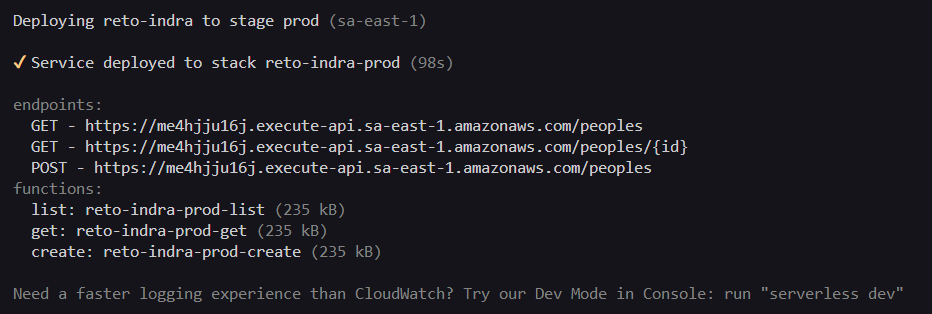 Deploying reto-indra to stage prod (sa-east-1)
✔ Service deployed to stack reto-indra-prod (98s)
endpoints:
GET - https://me4hjju16j.execute-api.sa-east-1.amazonaws.com/peoples
GET - https://me4hjju16j.execute-api.sa-east-1.amazonaws.com/peoples/{id}
POST - https://me4hjju16j.execute-api.sa-east-1.amazonaws.com/peoples
functions:
list: reto-indra-prod-list (235 kB)
get: reto-indra-prod-get (235 kB)
create: reto-indra-prod-create (235 kB)
Need a faster logging experience than CloudWatch? Try our Dev Mode in Console: run "serverless dev"